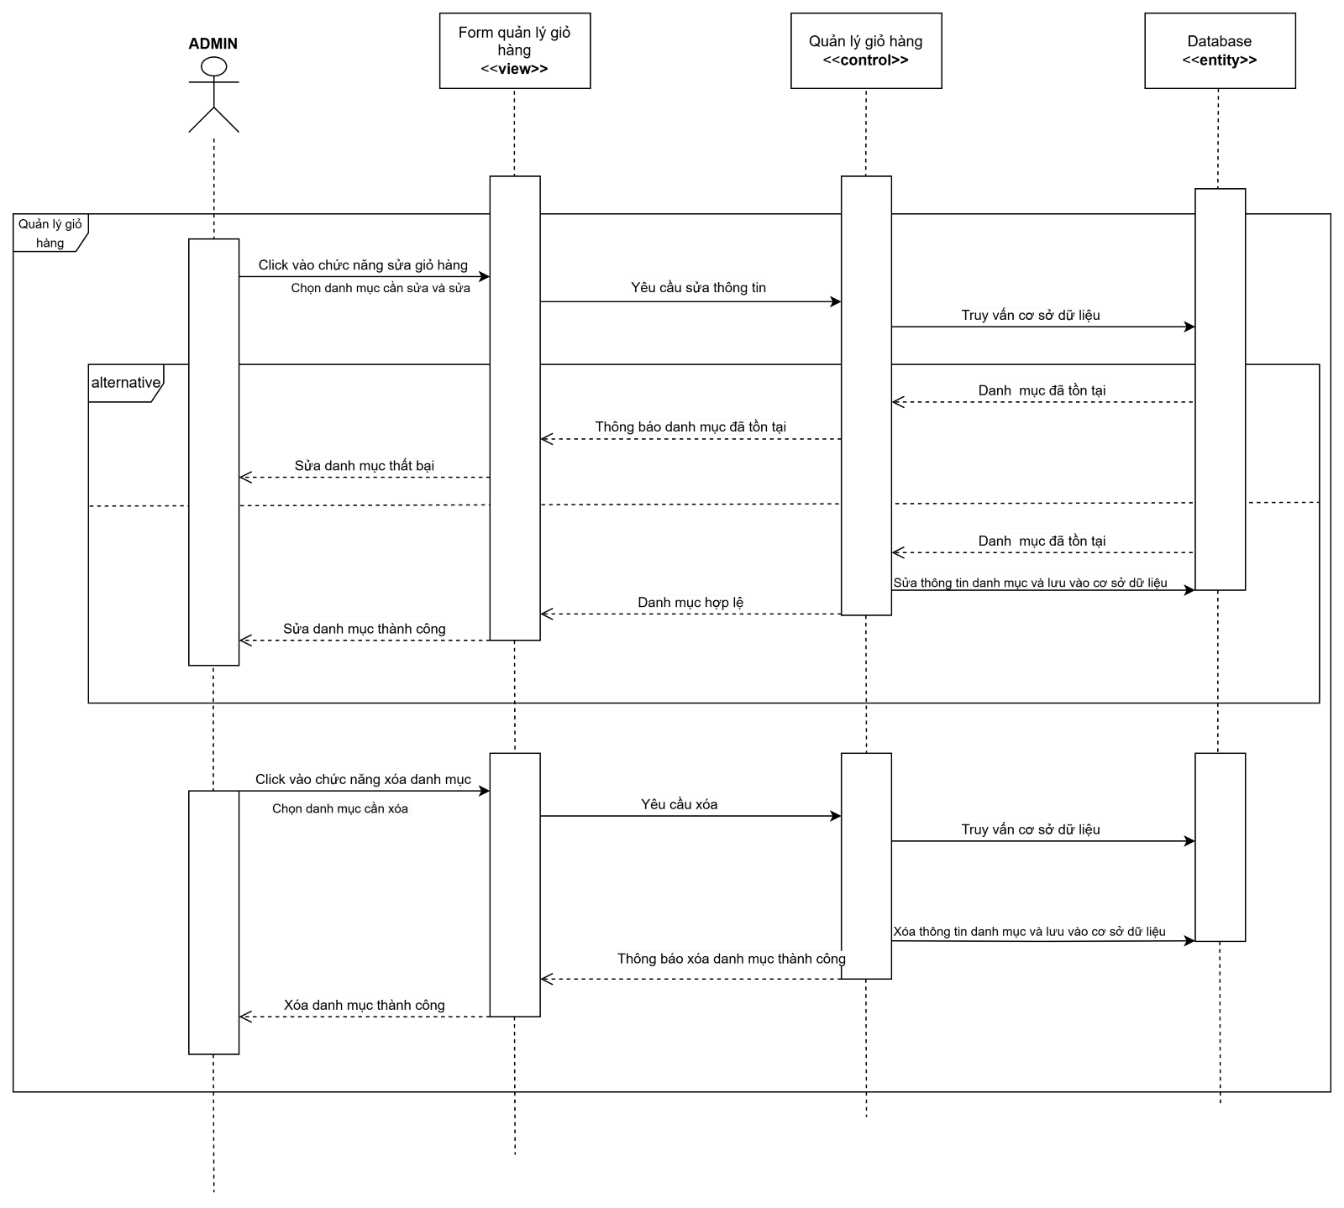 ADMIN
Form quản lý giỏ
hàng
<<view>>
Quản lý giỏ hàng
<<control>>
Database
<<entity>>
Quản lý giỏ
hàng
Click vào chức năng sửa giỏ hàng
Chọn danh mục cần sửa và sửa
Yêu cầu sửa thông tin
Truy vấn cơ sở dữ liệu
alternative
Danh mục đã tồn tại
Thông báo danh mục đã tồn tại
Sửa danh mục thất bại
Danh mục đã tồn tại
Sửa thông tin danh mục và lưu vào cơ sở dữ liệu
Danh mục hợp lệ
Sửa danh mục thành công
Click vào chức năng xóa danh mục
Chọn danh mục cần xóa
Yêu cầu xóa
Truy vấn cơ sở dữ liệu
Xóa thông tin danh mục và lưu vào cơ sở dữ liệu
Thông báo xóa danh mục thành công
Xóa danh mục thành công